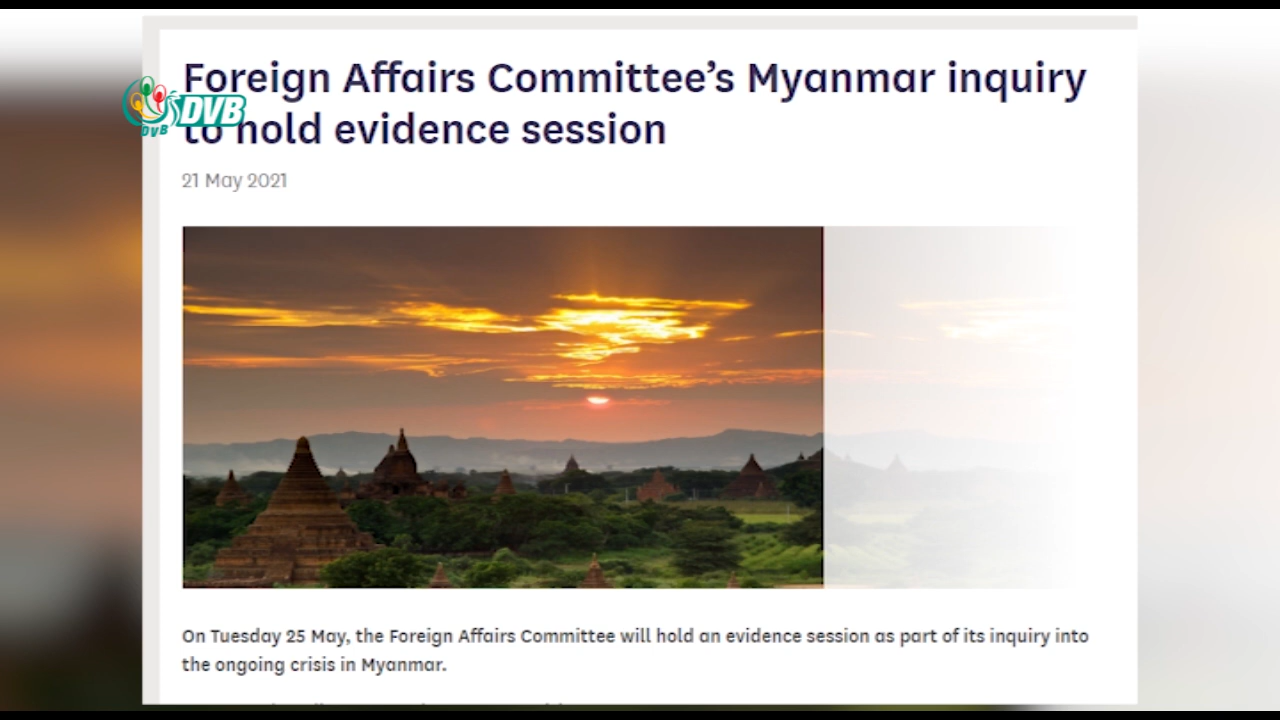 Foreign Affairs Committee’s Myanmar inquiry
DVB
DVB
to hold evidence session
21 May 2021
On Tuesday 25 May, the Foreign Affairs Committee will hold an evidence session as part of its inquiry into
the ongoing crisis in Myanmar.